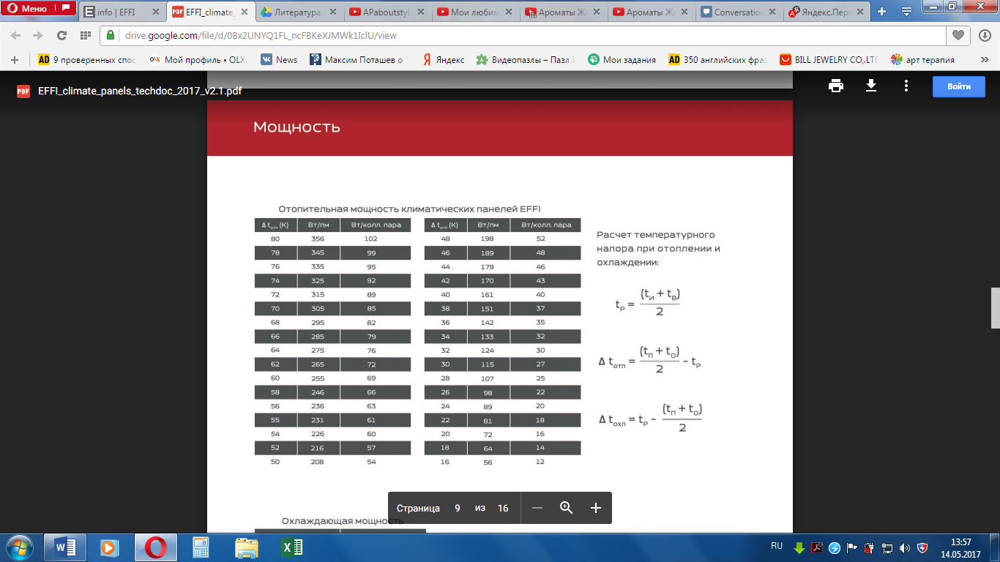 Меню
info | EFFI
EFFI_climate_
Литература
APaboutstyl
Мои любим
Ароматы Жи
Ароматы Жи
Conversation
Яндекс.Пере
drive.google.com/file/d/0Bx2UNYQ1FL_ncFBKeXJMWk1IclU/view
9 проверенных спос
Мой профиль • OLX.
News
Максим Поташев о "
Яндекс
Видеопазлы – Пазл И
Мои задания
350 английских фраз
BILL JEWELRY CO,.LTD
арт терапия
PDF EFFI_climate_panels_techdoc_2017_v2.1.pdf
Войти
Мощность
Отопительная мощность климатических панелей EFFI
Δ tоm (K) Вт/пм Вт/колл. пара Δ tоm (K) Вт/пм Вт/колл. пара
80 356 102 48 198 52
78 345 99 46 189 48
76 335 95 44 179 46
74 325 92 42 170 43
72 315 89 40 161 40
70 305 85 38 151 37
68 295 82 36 142 35
66 285 79 34 133 32
64 275 76 32 124 30
62 265 72 30 115 27
60 255 69 28 107 25
58 246 66 26 98 22
56 236 63 24 89 20
55 231 61 22 81 18
54 226 60 20 72 16
52 216 57 18 64 14
50 208 54 16 56 12
Расчет температурного
напора при отоплении и
охлаждении:
tР = (tИ + tВ) / 2
Δ tотп = (tП + tО) / 2 - tР
Δ tохл = tР - (tП + tО) / 2
Страница 9 из 16
Охлаждающая мощность
RU
13:57
14.05.2017